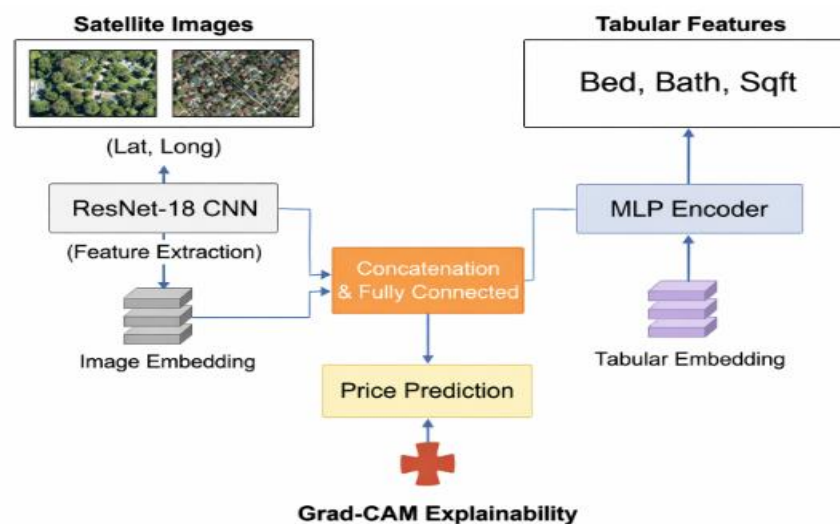 Satellite Images
(Lat, Long)
ResNet-18 CNN
(Feature Extraction)
Image Embedding
Tabular Features
Bed, Bath, Sqft
MLP Encoder
Tabular Embedding
Concatenation
& Fully Connected
Price Prediction
Grad-CAM Explainability